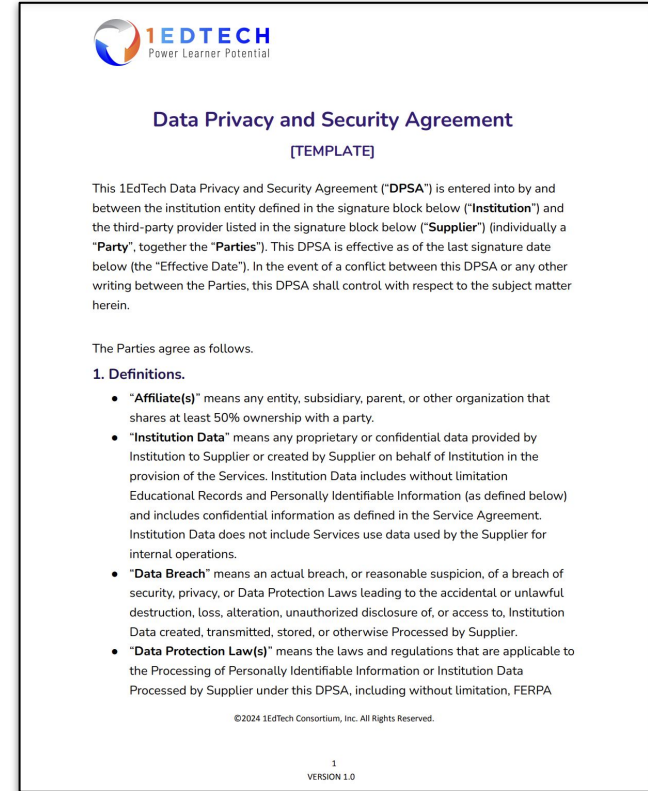 1EDTECH
Power Learner Potential
Data Privacy and Security Agreement
[TEMPLATE]
This 1EdTech Data Privacy and Security Agreement (“DPSA”) is entered into by and
between the institution entity defined in the signature block below (“Institution”) and
the third-party provider listed in the signature block below (“Supplier”) (individually a
“Party”, together the “Parties”). This DPSA is effective as of the last signature date
below (the “Effective Date”). In the event of a conflict between this DPSA or any other
writing between the Parties, this DPSA shall control with respect to the subject matter
herein.
The Parties agree as follows.
1. Definitions.
● “Affiliate(s)” means any entity, subsidiary, parent, or other organization that
shares at least 50% ownership with a party.
● “Institution Data” means any proprietary or confidential data provided by
Institution to Supplier or created by Supplier on behalf of Institution in the
provision of the Services. Institution Data includes without limitation
Educational Records and Personally Identifiable Information (as defined below)
and includes confidential information as defined in the Service Agreement.
Institution Data does not include Services use data used by the Supplier for
internal operations.
● “Data Breach” means an actual breach, or reasonable suspicion, of a breach of
security, privacy, or Data Protection Laws leading to the accidental or unlawful
destruction, loss, alteration, unauthorized disclosure of, or access to, Institution
Data created, transmitted, stored, or otherwise Processed by Supplier.
● “Data Protection Law(s)” means the laws and regulations that are applicable to
the Processing of Personally Identifiable Information or Institution Data
Processed by Supplier under this DPSA, including without limitation, FERPA
©2024 1EdTech Consortium, Inc. All Rights Reserved.
1
VERSION 1.0